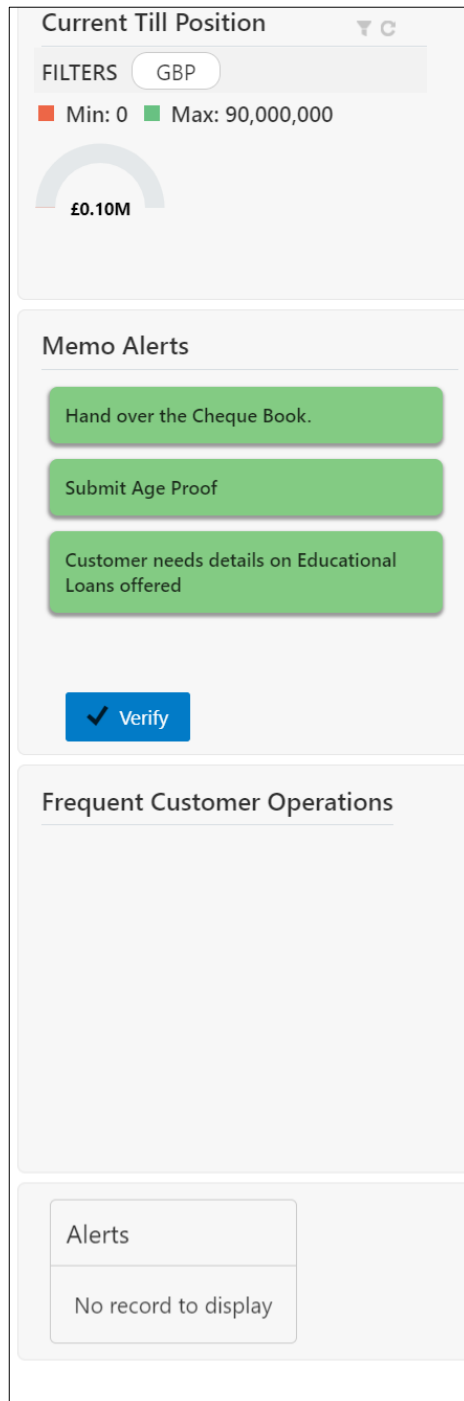 Current Till Position
FILTERS GBP
Min: 0 Max: 90,000,000
£0.10M
Memo Alerts
Hand over the Cheque Book.
Submit Age Proof
Customer needs details on Educational
Loans offered
Verify
Frequent Customer Operations
Alerts
No record to display